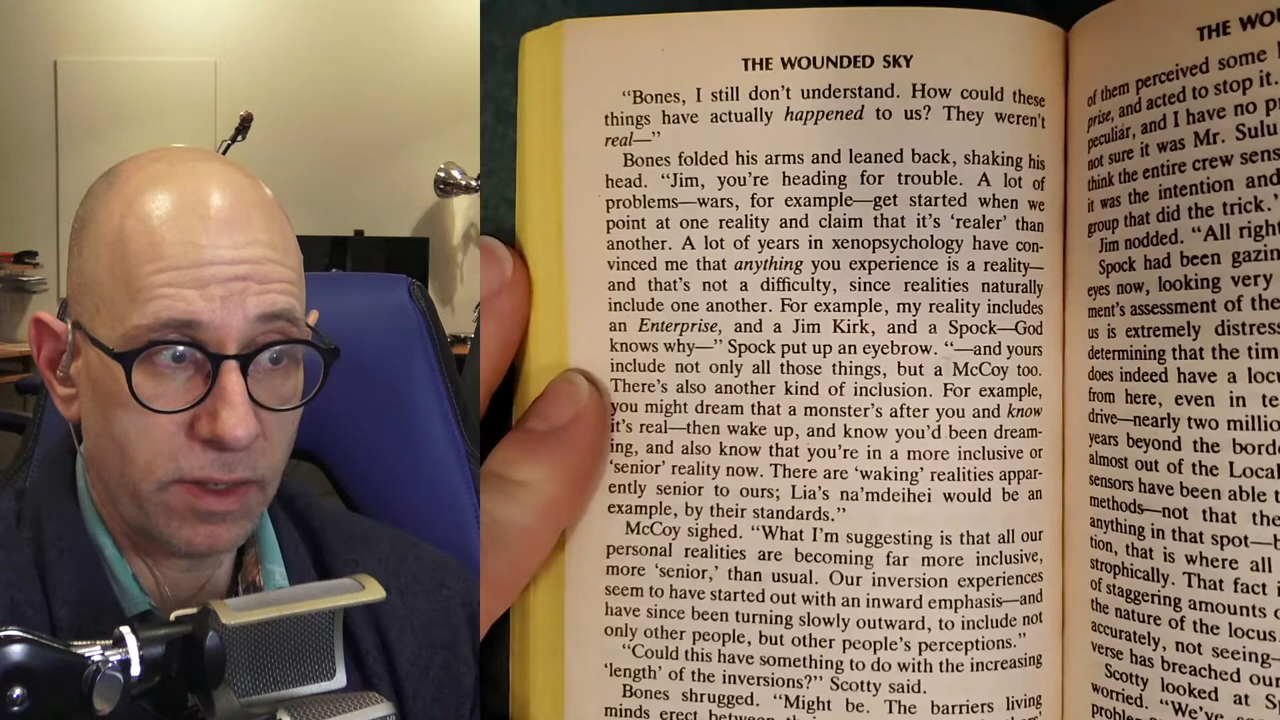 THE WOUNDED SKY
“Bones, I still don’t understand. How could these
things have actually happened to us? They weren’t
real—”
Bones folded his arms and leaned back, shaking his
head. “Jim, you’re heading for trouble. A lot of
problems—wars, for example—get started when we
point at one reality and claim that it’s ‘realer’ than
another. A lot of years in xenopsychology have con-
vinced me that anything you experience is a reality—
and that’s not a difficulty, since realities naturally
include one another. For example, my reality includes
an Enterprise, and a Jim Kirk, and a Spock—God
knows why—” Spock put up an eyebrow. “—and yours
include not only all those things, but a McCoy too.
There’s also another kind of inclusion. For example,
you might dream that a monster’s after you and know
it’s real—then wake up, and know you’d been dream-
ing, and also know that you’re in a more inclusive or
‘senior’ reality now. There are ‘waking’ realities appar-
ently senior to ours; Lia’s na’mdeihei would be an
example, by their standards.”
McCoy sighed. “What I’m suggesting is that all our
personal realities are becoming far more inclusive,
more ‘senior,’ than usual. Our inversion experiences
seem to have started out with an inward emphasis—and
have since been turning slowly outward, to include not
only other people, but other people’s perceptions.”
“Could this have something to do with the increasing
‘length’ of the inversions?” Scotty said.
Bones shrugged. “Might be. The barriers living
minds erect between
THE
of them perceived some
prise, and acted to stop it.
peculiar, and I have no
not sure it was Mr. Sulu
think the entire crew
it was the intention and
group that did the trick.’
Jim nodded. “All right
Spock had been
eyes now, looking very
ment’s assessment of the
us is extremely
determining that the
does indeed have a
from here, even in
drive—nearly two
years beyond the
almost out of the Local
sensors have been able
methods—not that the
anything in that spot—
tion, that is where all
strophically. That fact
of staggering amounts
the nature of the locus.
accurately, not seeing—
verse has breached our
Scotty looked at
worried. “We’ve